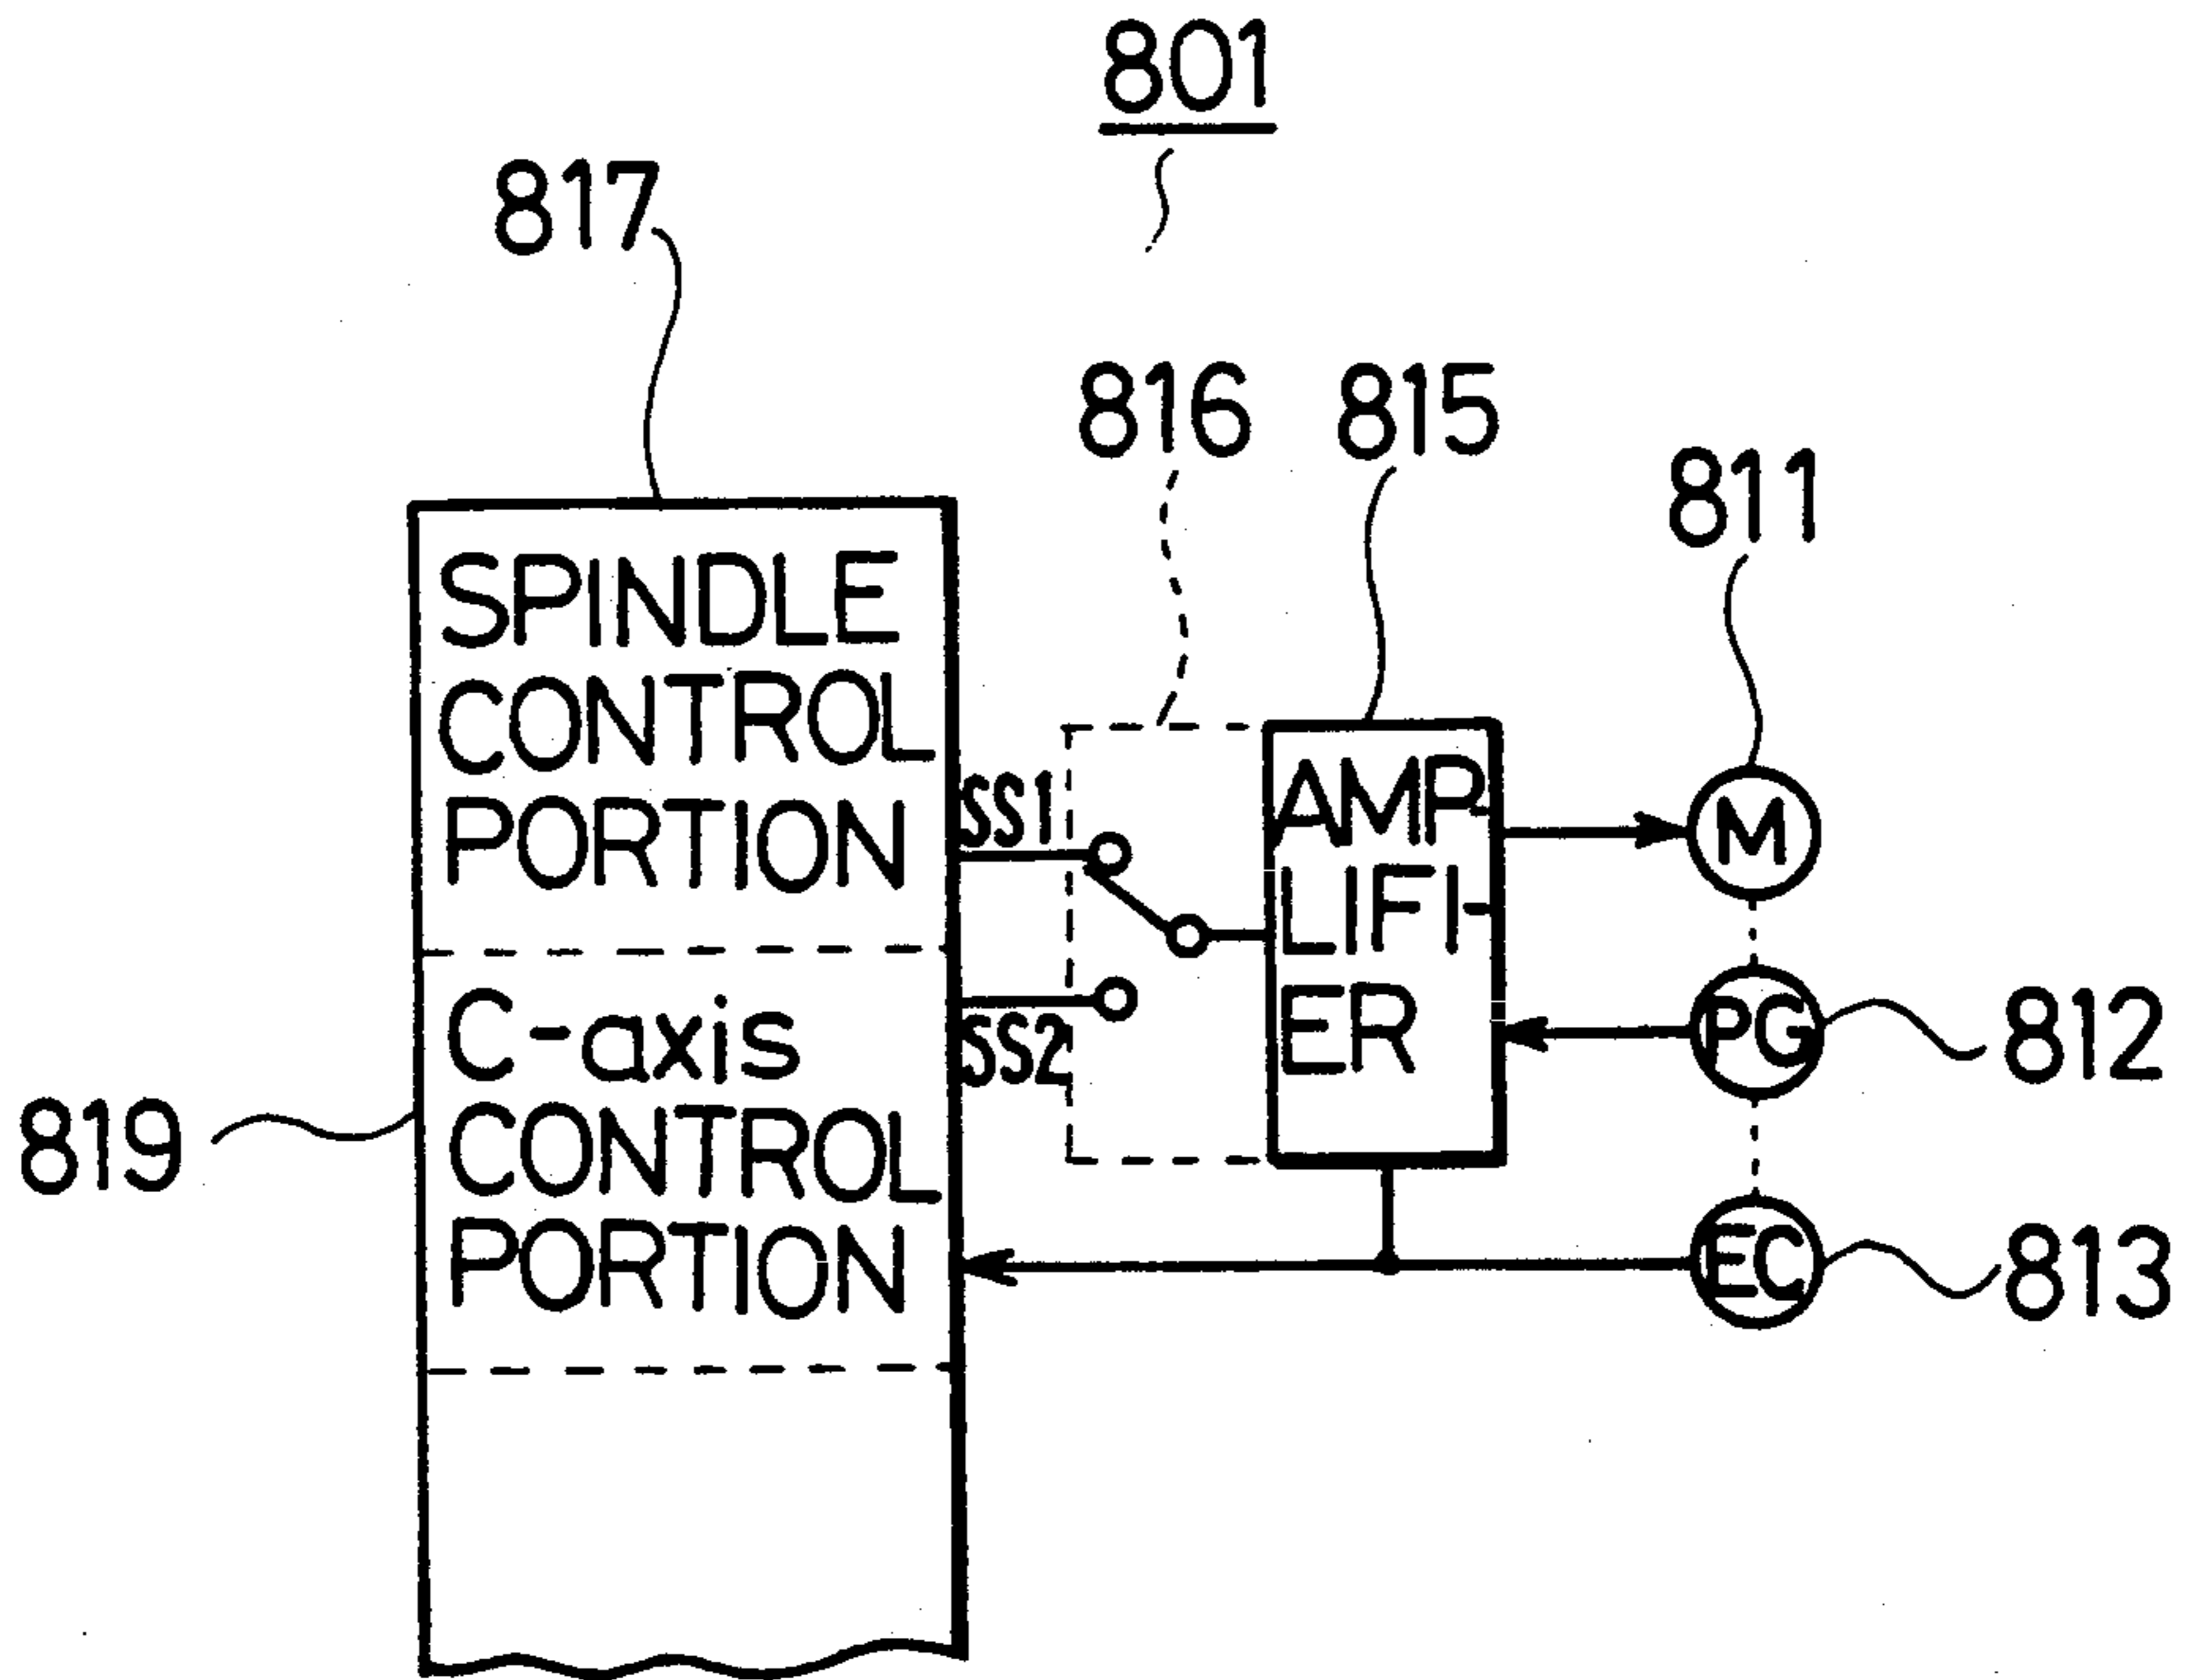 801
817
816
815
811
SPINDLE
CONTROL
PORTION
SS1
AMP-
LIFI-
ER
M
C-axis
CONTROL
PORTION
SS2
PG
812
819
EC
813